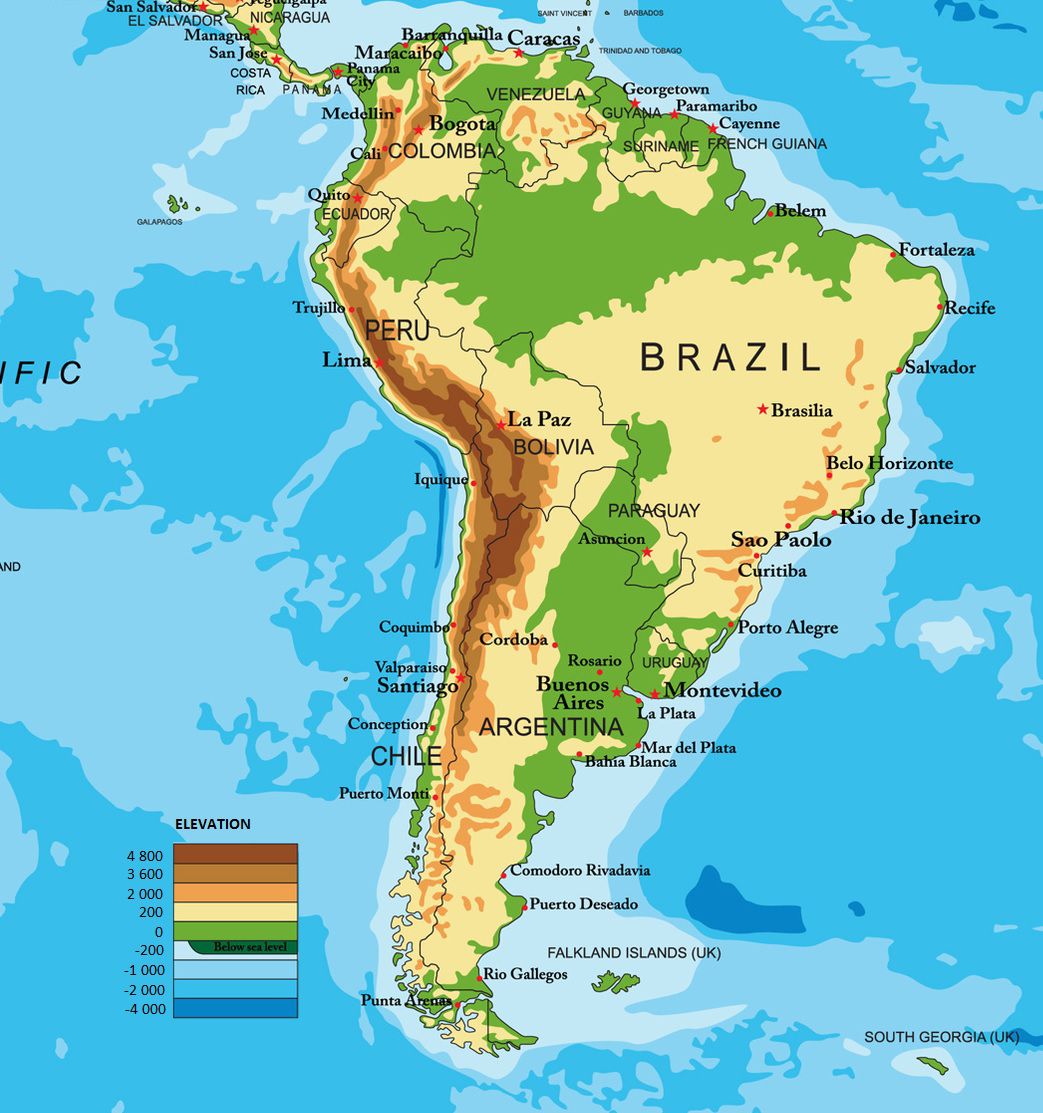 San Salvador
Tegucigalpa
EL SALVADOR
NICARAGUA
Managua
San Jose
COSTA
RICA
PANAMA
Panama
City
SAINT VINCENT
BARBADOS
TRINIDAD AND TOBAGO
Barranquilla
Caracas
Maracaibo
VENEZUELA
Georgetown
GUYANA
Paramaribo
Cayenne
SURINAME
FRENCH GUIANA
Medellin
Bogota
Cali
COLOMBIA
Quito
ECUADOR
GALAPAGOS
Belem
Fortaleza
Recife
Trujillo
PERU
Lima
BRAZIL
Salvador
IFIC
Brasilia
La Paz
BOLIVIA
Belo Horizonte
Iquique
PARAGUAY
Rio de Janeiro
Asuncion
Sao Paolo
Curitiba
AND
Coquimbo
Cordoba
Porto Alegre
Valparaiso
Santiago
Rosario
URUGUAY
Buenos
Aires
Montevideo
La Plata
Conception
ARGENTINA
CHILE
Mar del Plata
Bahia Blanca
Puerto Monti
ELEVATION
4 800
3 600
2 000
200
0
-200
Below sea level
-1 000
-2 000
-4 000
Comodoro Rivadavia
Puerto Deseado
FALKLAND ISLANDS (UK)
Rio Gallegos
Punta Arenas
SOUTH GEORGIA (UK)